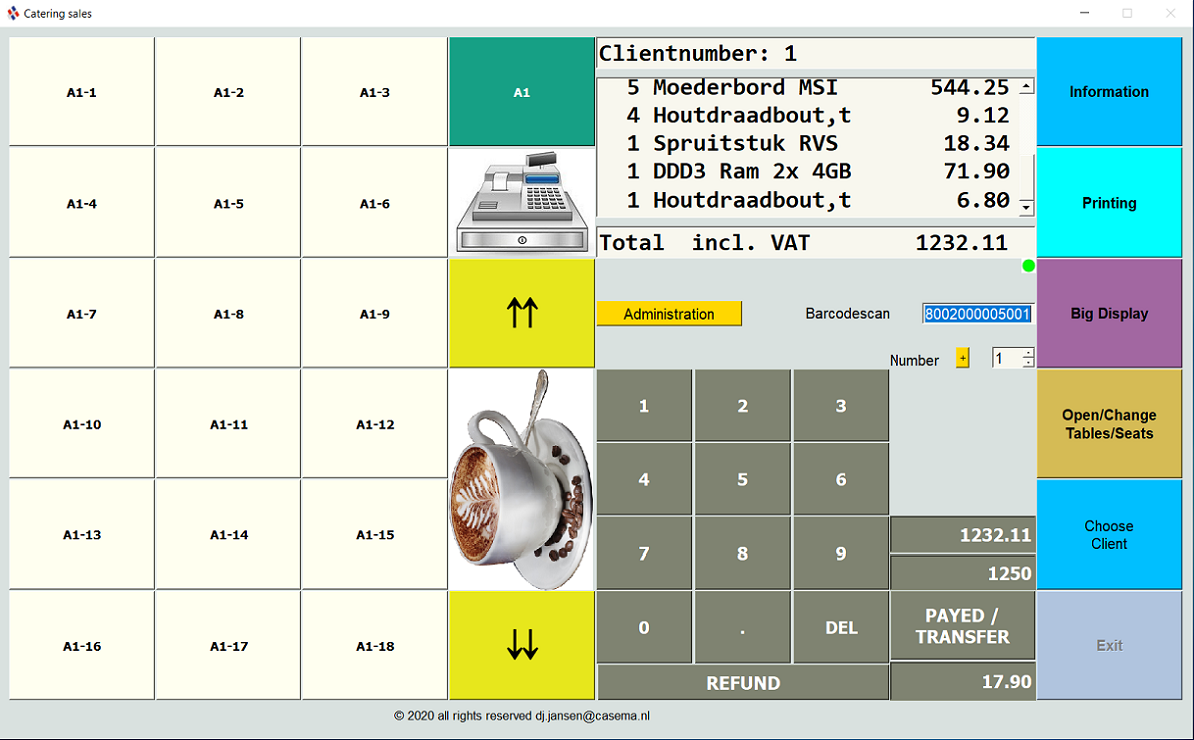 Catering sales
A1-1
A1-2
A1-3
A1
Clientnumber: 1
5 Moederbord MSI 544.25
4 Houtdraadbout,t 9.12
1 Spruitstuk RVS 18.34
1 DDD3 Ram 2x 4GB 71.90
1 Houtdraadbout,t 6.80
Total incl. VAT 1232.11
Information
A1-4
A1-5
A1-6
Printing
A1-7
A1-8
A1-9
↑↑
Administration
Barcodescan
8002000005001
Number + 1
Big Display
A1-10
A1-11
A1-12
1
2
3
Open/Change
Tables/Seats
4
5
6
A1-13
A1-14
A1-15
7
8
9
1232.11
1250
Choose
Client
A1-16
A1-17
A1-18
↓↓
0
.
DEL
PAYED /
TRANSFER
Exit
REFUND
17.90
© 2020 all rights reserved dj.jansen@casema.nl